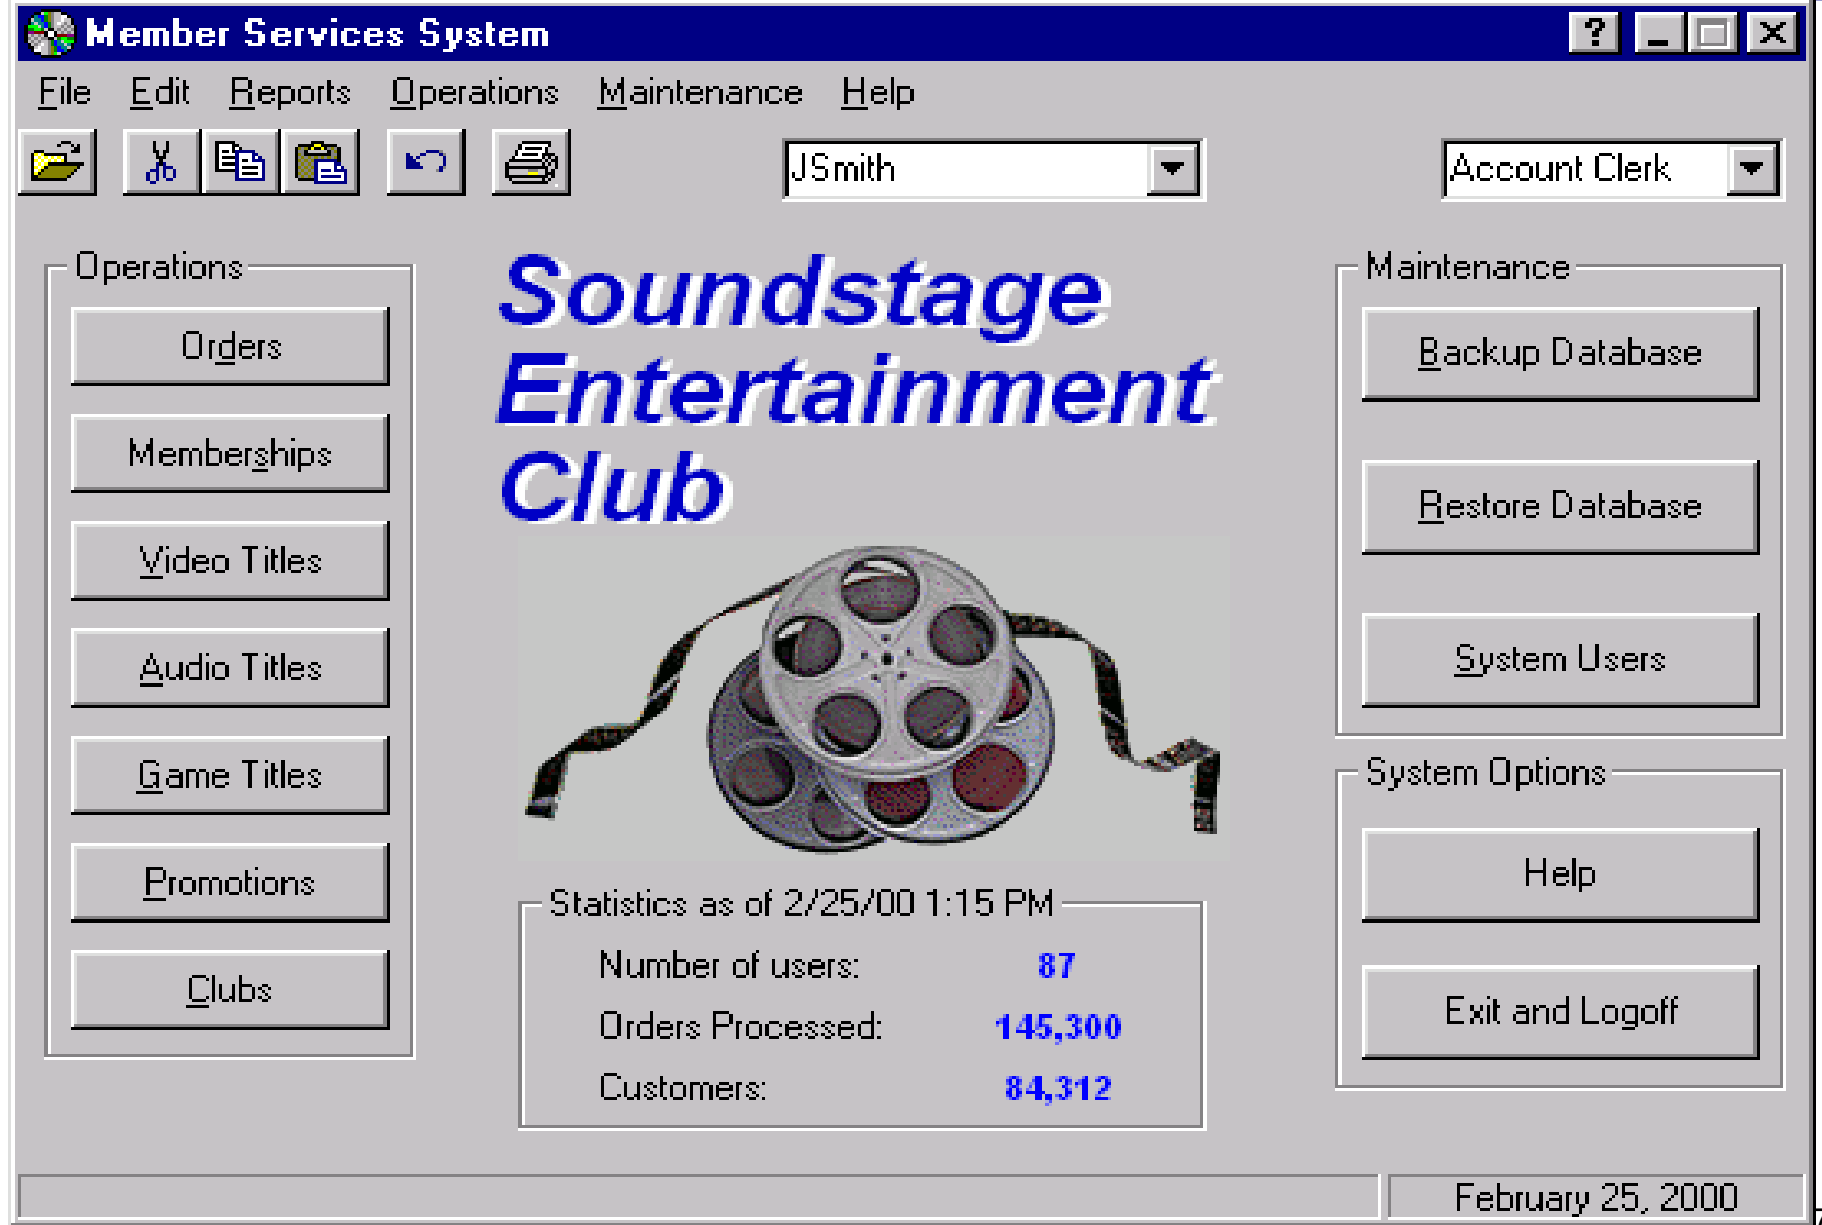 Member Services System
File Edit Reports Operations Maintenance Help
JSmith
Account Clerk
Operations
Orders
Memberships
Video Titles
Audio Titles
Game Titles
Promotions
Clubs
Soundstage
Entertainment
Club
Statistics as of 2/25/00 1:15 PM
Number of users: 87
Orders Processed: 145,300
Customers: 84,312
Maintenance
Backup Database
Restore Database
System Users
System Options
Help
Exit and Logoff
February 25, 2000